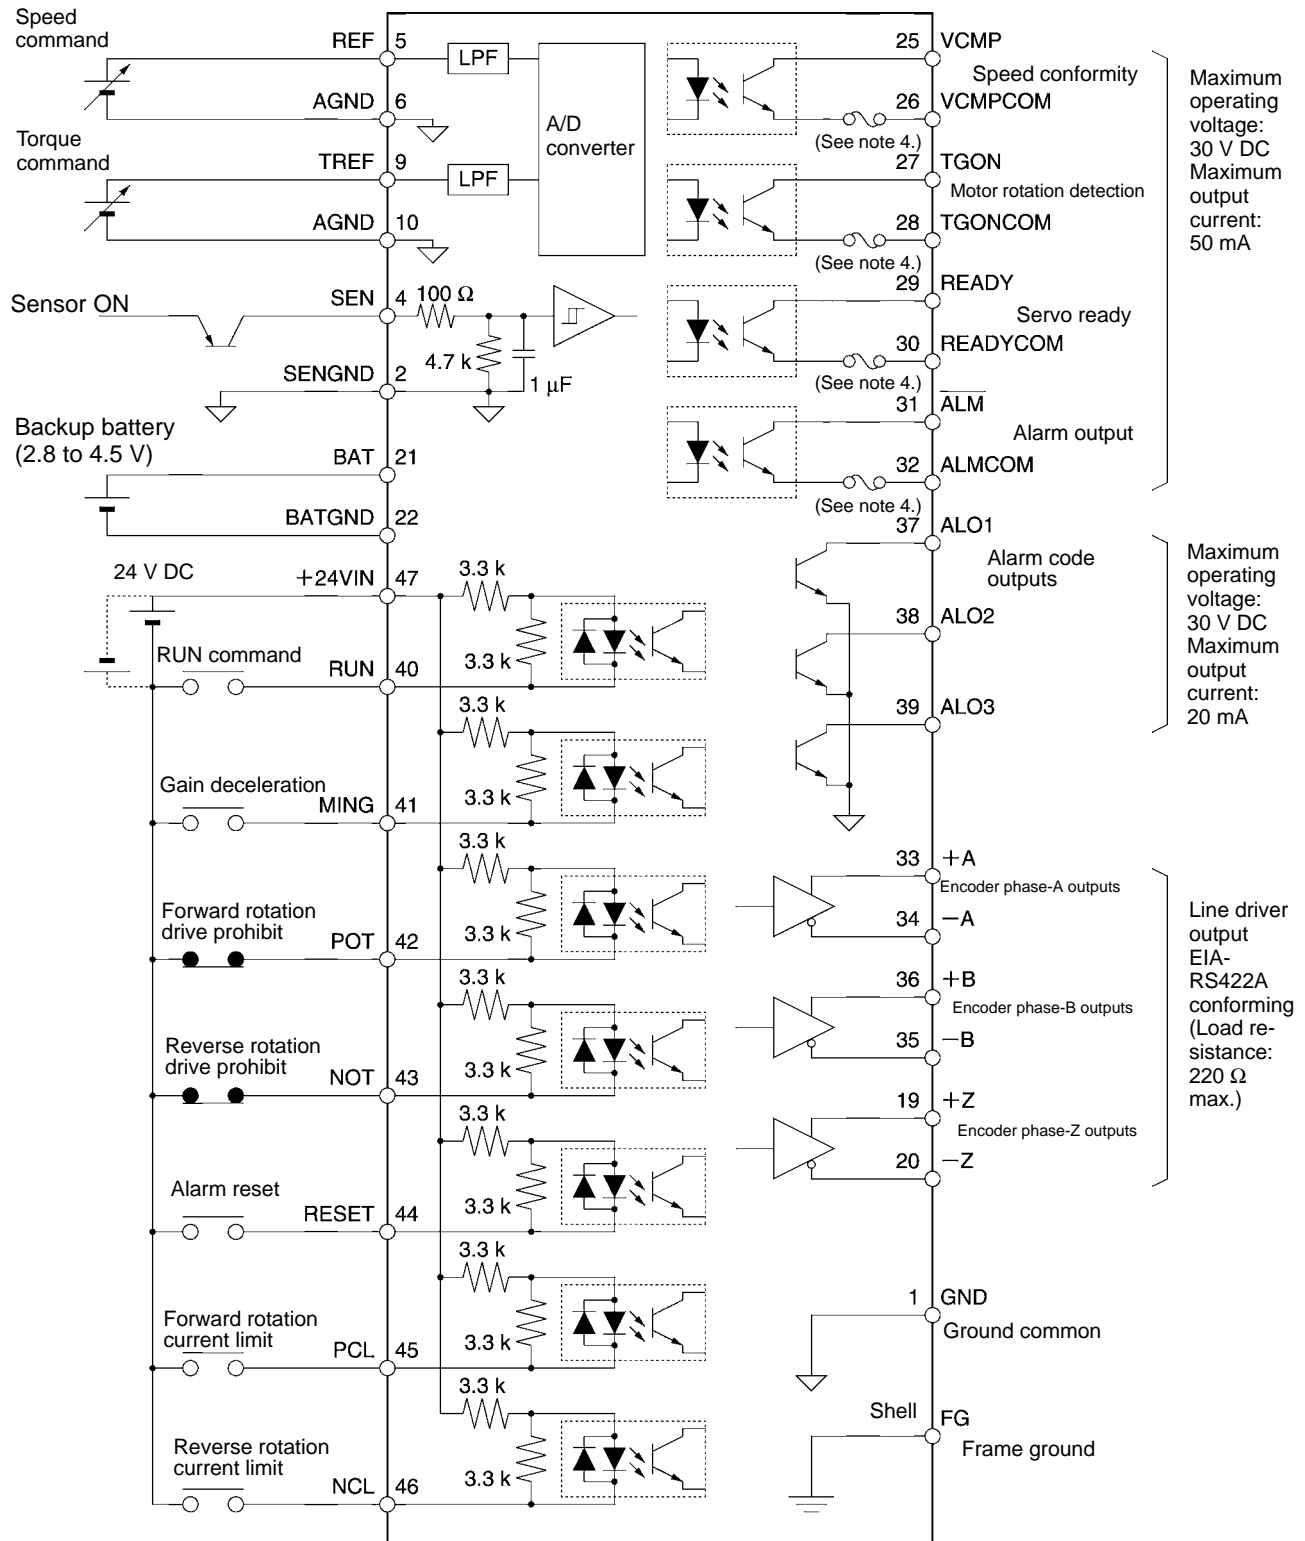 Speed
command
REF 5
LPF
AGND 6
A/D
converter
Torque
command
TREF 9
LPF
AGND 10
Sensor ON
SEN 4 100 Ω
4.7 k
1 μF
SENGND 2
Backup battery
(2.8 to 4.5 V)
BAT 21
BATGND 22
24 V DC
+24VIN 47 3.3 k
3.3 k
RUN command
RUN 40
3.3 k
3.3 k
Gain deceleration
MING 41
3.3 k
3.3 k
Forward rotation
drive prohibit
POT 42
3.3 k
3.3 k
Reverse rotation
drive prohibit
NOT 43
3.3 k
3.3 k
Alarm reset
RESET 44
3.3 k
3.3 k
Forward rotation
current limit
PCL 45
3.3 k
3.3 k
Reverse rotation
current limit
NCL 46
25 VCMP
Speed conformity
26 VCMPCOM
(See note 4.)
27 TGON
Motor rotation detection
28 TGONCOM
(See note 4.)
29 READY
Servo ready
30 READYCOM
(See note 4.)
31 ALM
Alarm output
32 ALMCOM
(See note 4.)
Maximum
operating
voltage:
30 V DC
Maximum
output
current:
50 mA
37 ALO1
Alarm code
outputs
38 ALO2
39 ALO3
Maximum
operating
voltage:
30 V DC
Maximum
output
current:
20 mA
33 +A
Encoder phase-A outputs
34 −A
36 +B
Encoder phase-B outputs
35 −B
19 +Z
Encoder phase-Z outputs
20 −Z
Line driver
output
EIA-
RS422A
conforming
(Load re-
sistance:
220 Ω
max.)
1 GND
Ground common
Shell FG
Frame ground